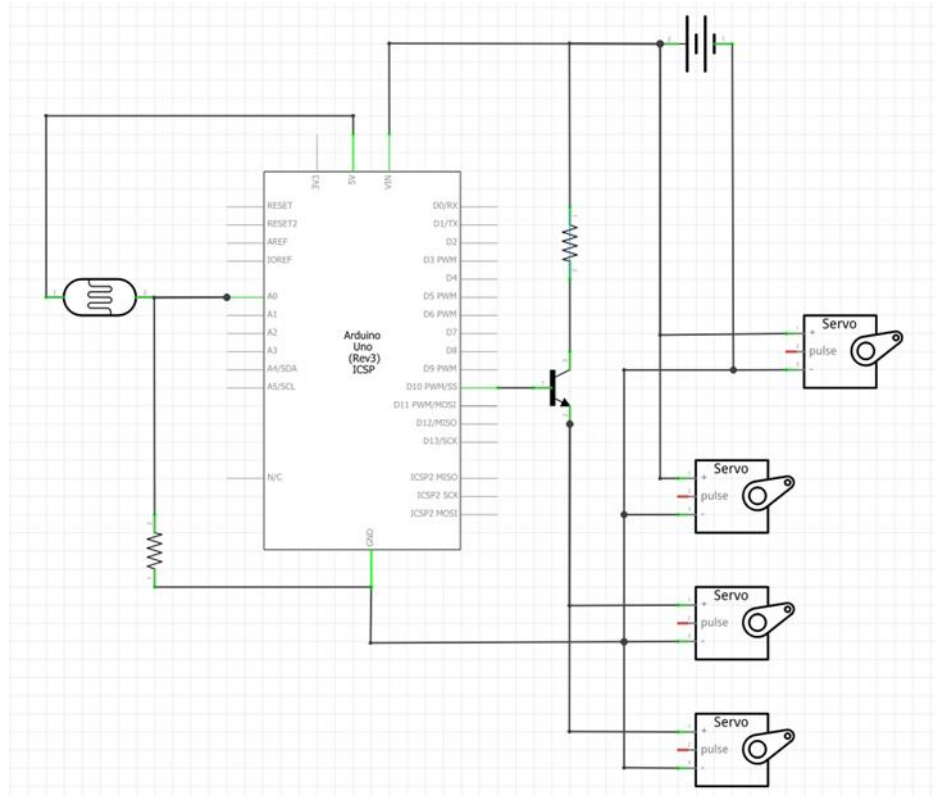 3V3
5V
VIN
RESET
RESET2
AREF
IOREF
A0
A1
A2
A3
A4/SDA
A5/SCL
N/C
Arduino
Uno
(Rev3)
ICSP
D0/RX
D1/TX
D2
D3 PWM
D4
D5 PWM
D6 PWM
D7
D8
D9 PWM
D10 PWM/SS
D11 PWM/MOSI
D12/MISO
D13/SCK
ICSP2 MISO
ICSP2 SCK
ICSP2 MOSI
GND
Servo
+
pulse
-
Servo
+
pulse
-
Servo
+
pulse
-
Servo
+
pulse
-